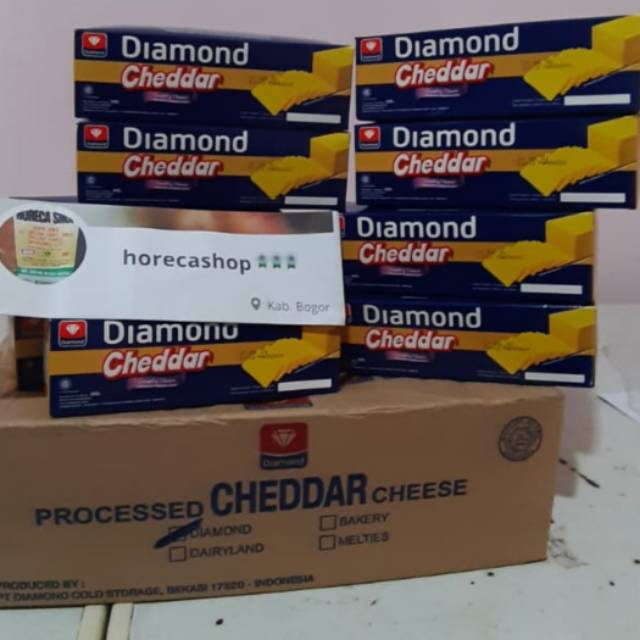 Diamond
Cheddar
Diamond
Cheddar
Diamond
Cheddar
Diamond
Cheddar
HORECA
horecashop
Kab. Bogor
Diamond
Cheddar
Diamond
Cheddar
Diamond
Cheddar
Diamond
PROCESSED CHEDDAR CHEESE
DIAMOND
BAKERY
DAIRYLAND
MELTIES
PRODUCED BY :
PT DIAMOND COLD STORAGE, BEKASI 17520 - INDONESIA